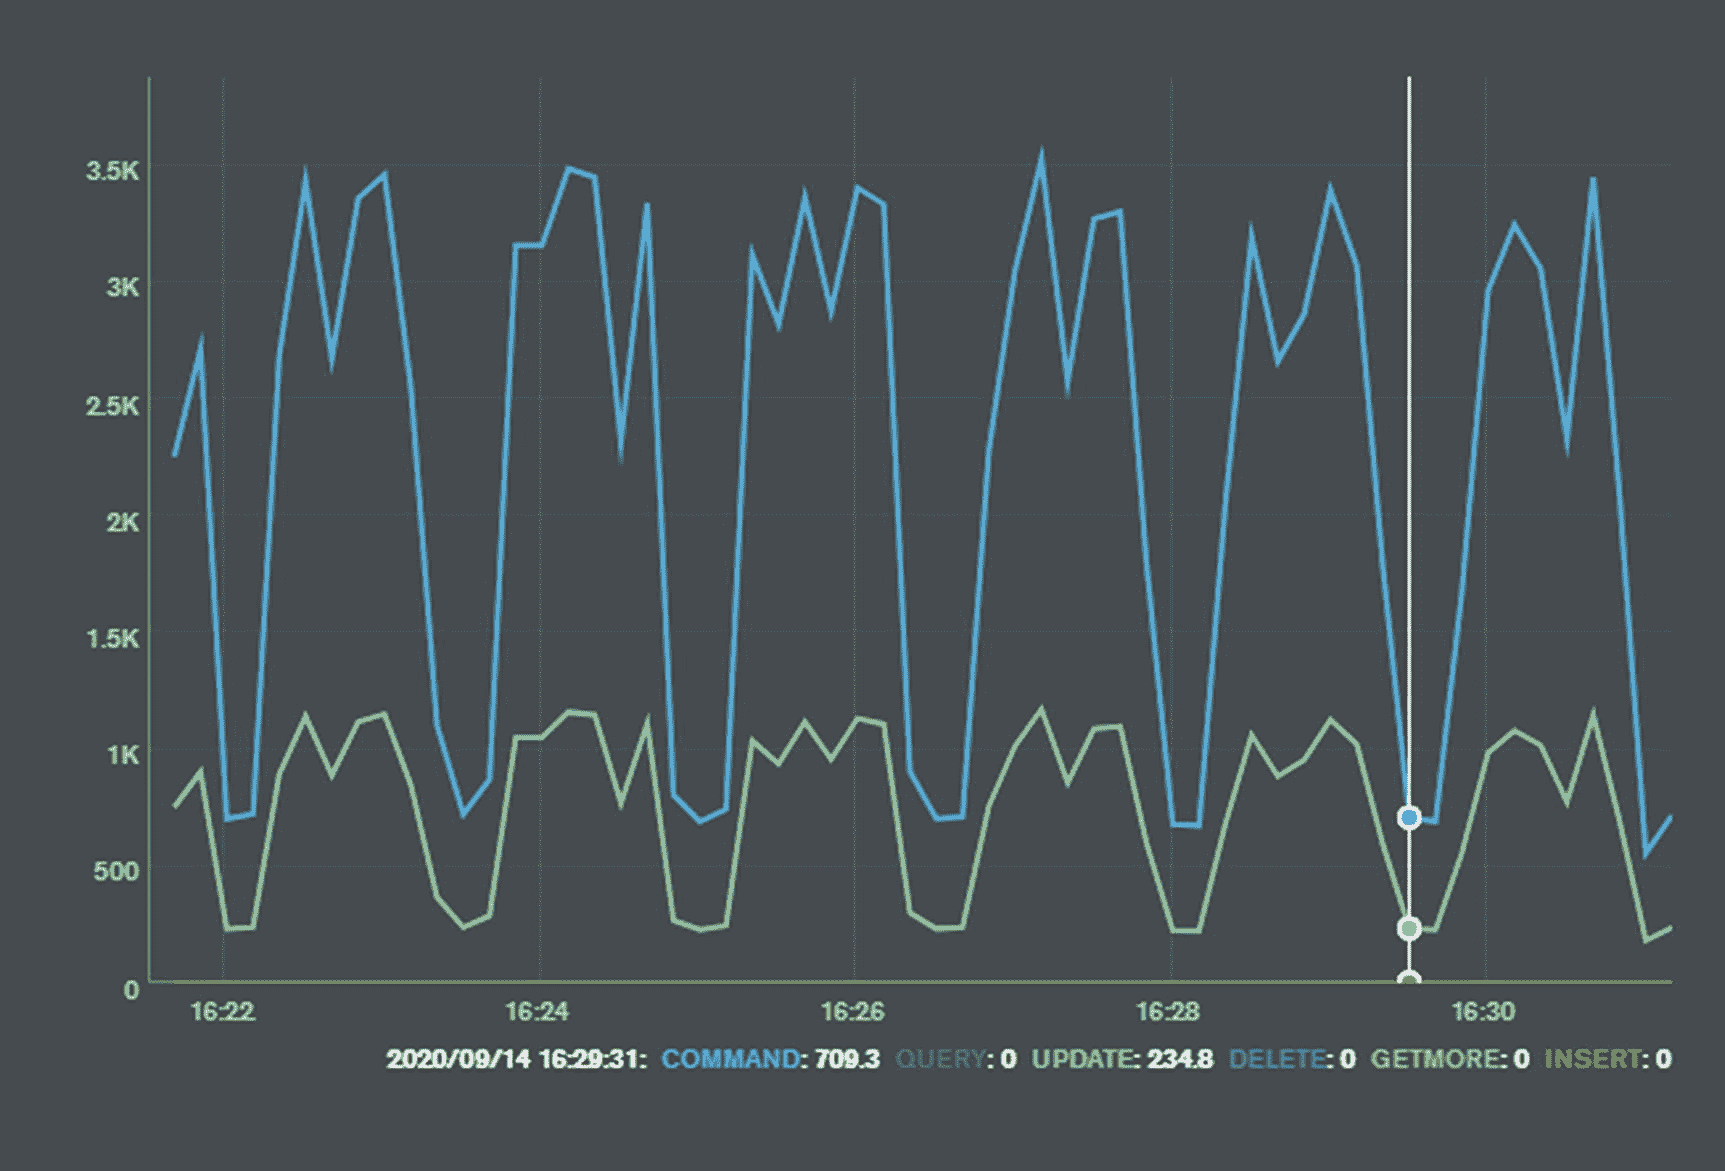 3.5K
3K
2.5K
2K
1.5K
1K
500
0
16:22 16:24 16:26 16:28 16:30
2020/09/14 16:29:31: COMMAND: 709.3 QUERY: 0 UPDATE: 234.8 DELETE: 0 GETMORE: 0 INSERT: 0